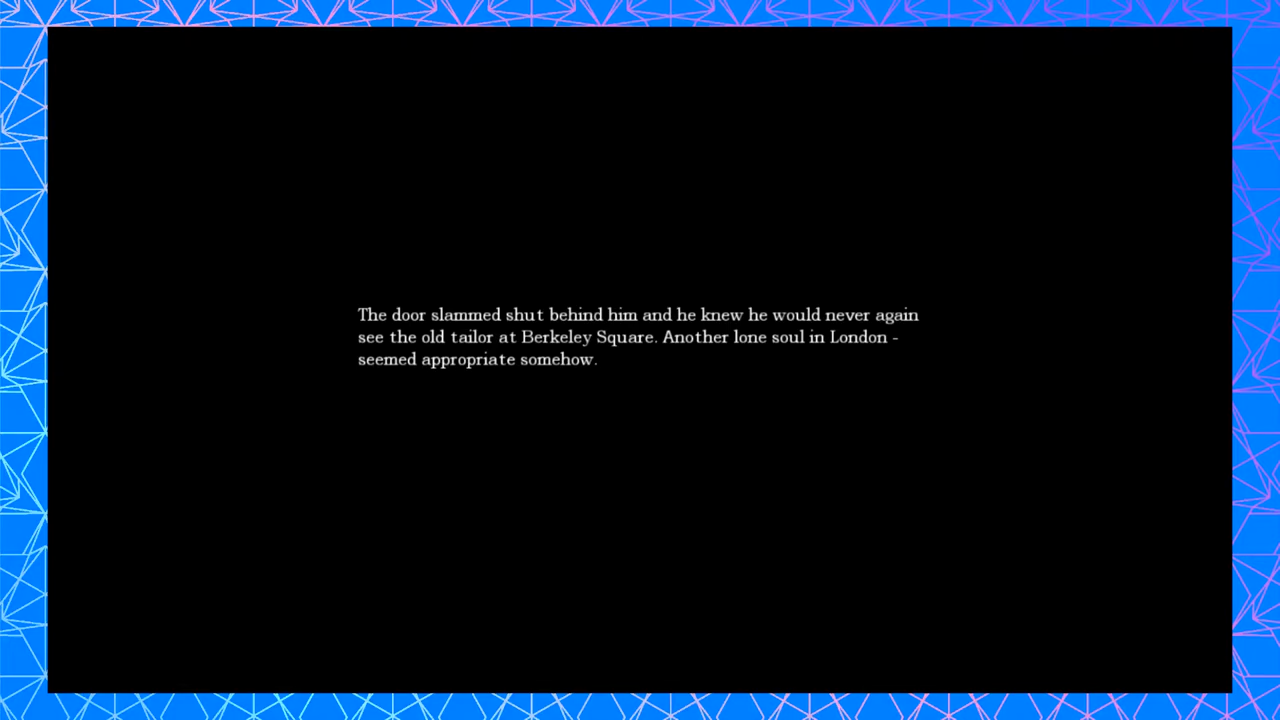 The door slammed shut behind him and he knew he would never again
see the old tailor at Berkeley Square. Another lone soul in London -
seemed appropriate somehow.